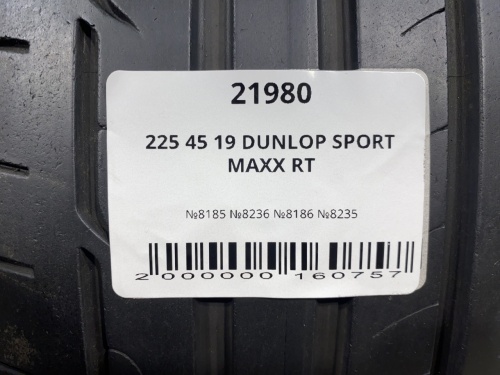 21980
225 45 19 DUNLOP SPORT
MAXX RT
№8185 №8236 №8186 №8235
2 000000 160757